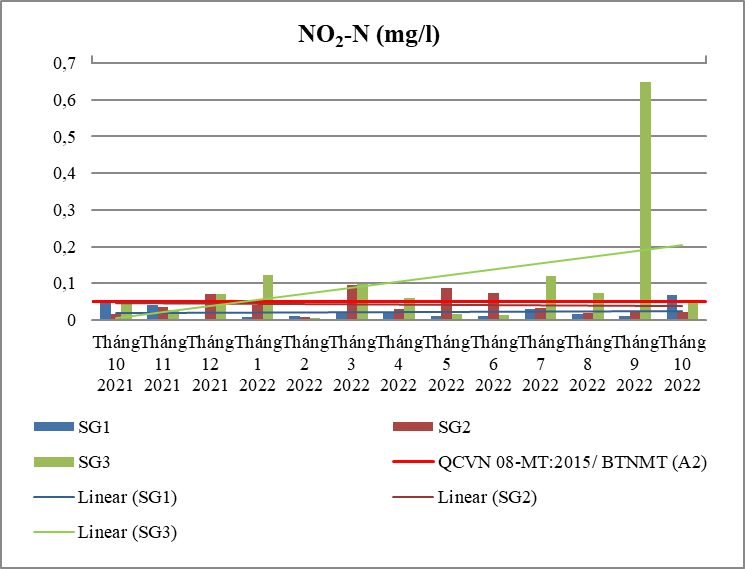 NO₂-N (mg/l)
0,7
0,6
0,5
0,4
0,3
0,2
0,1
0
Tháng 10 2021
Tháng 11 2021
Tháng 12 2021
Tháng 1 2022
Tháng 2 2022
Tháng 3 2022
Tháng 4 2022
Tháng 5 2022
Tháng 6 2022
Tháng 7 2022
Tháng 8 2022
Tháng 9 2022
Tháng 10 2022
SG1
SG2
SG3
QCVN 08-MT:2015/ BTNMT (A2)
Linear (SG1)
Linear (SG2)
Linear (SG3)